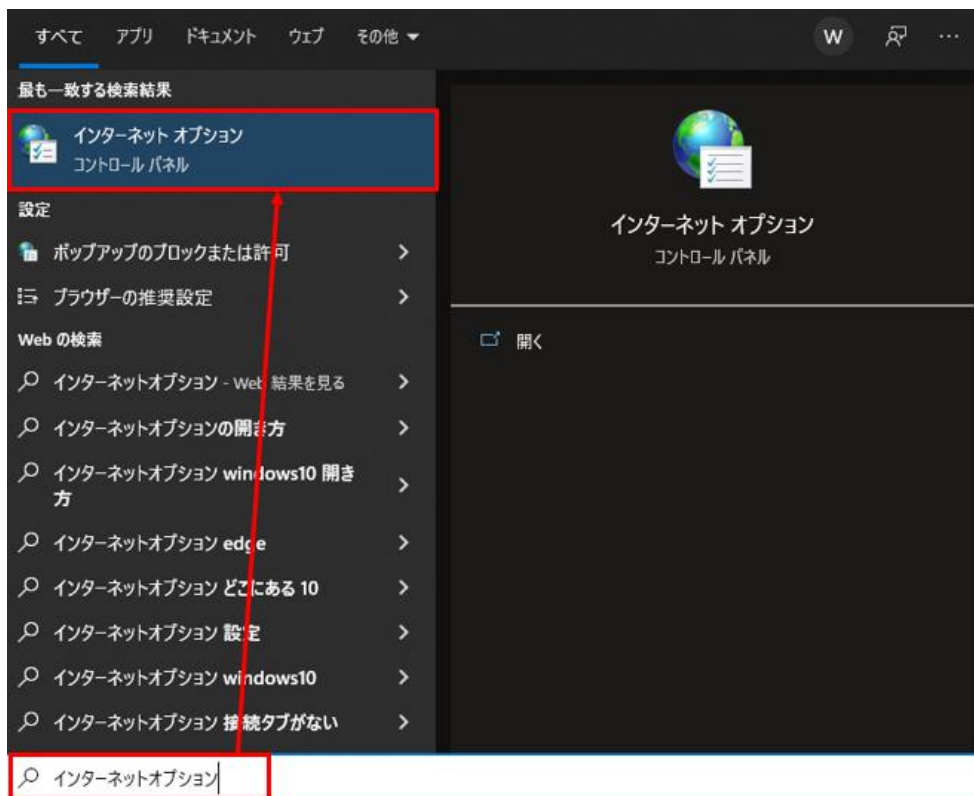 すべて アプリ ドキュメント ウェブ その他 W …
最も一致する検索結果
インターネット オプション
コントロール パネル
設定
ポップアップのブロックまたは許可
ブラウザーの推奨設定
Web の検索
インターネットオプション - Web 結果を見る
インターネットオプションの開き方
インターネットオプション windows10 開き
方
インターネットオプション edge
インターネットオプション どこにある 10
インターネットオプション 設定
インターネットオプション windows10
インターネットオプション 接続タブがない
インターネットオプション
インターネット オプション
コントロール パネル
開く